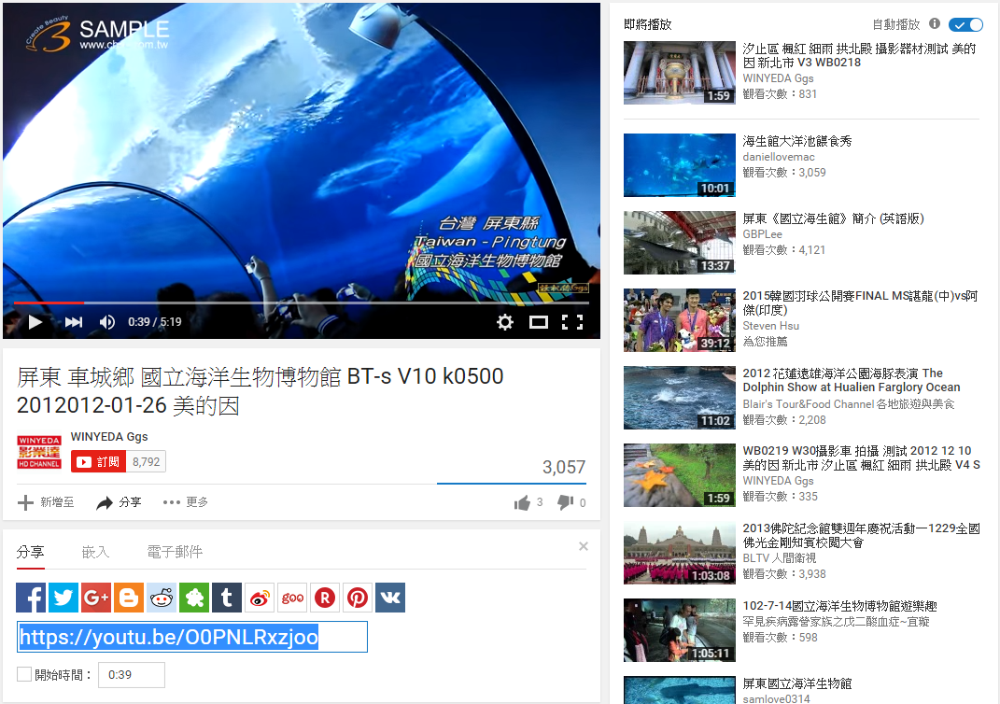 Create Beauty
SAMPLE
台灣 屏東縣
Taiwan - Pingtung
國立海洋生物博物館
0:39 / 5:19
屏東 車城鄉 國立海洋生物博物館 BT-s V10 k0500
2012012-01-26 美的因
WINYEDA
影樂達
HD CHANNEL
WINYEDA Ggs
訂閱 8,792
3,057
新增至 分享 更多 3 0
分享 嵌入 電子郵件
G+ goo R
https://youtu.be/O0PNLRxzjoo
開始時間： 0:39
即將播放 自動播放
汐止區 楓紅 細雨 拱北殿 攝影器材測試 美的
因 新北市 V3 WB0218
WINYEDA Ggs
觀看次數：831
1:59
海生館大洋池餵食秀
daniellovemac
觀看次數：3,059
10:01
屏東《國立海生館》簡介 (英語版)
GBPLee
觀看次數：4,121
13:37
2015韓國羽球公開賽FINAL MS諶龍(中)vs阿
傑(印度)
Steven Hsu
為您推薦
39:12
2012 花蓮遠雄海洋公園海豚表演 The
Dolphin Show at Hualien Farglory Ocean
Blair's Tour&Food Channel 各地旅遊與美食
觀看次數：2,208
11:02
WB0219 W30攝影車 拍攝 測試 2012 12 10
美的因 新北市 汐止區 楓紅 細雨 拱北殿 V4 S
WINYEDA Ggs
觀看次數：335
1:59
2013佛陀紀念館雙週年慶祝活動—1229全國
佛光金剛知賓校閱大會
BLTV 人間衛視
觀看次數：3,938
1:03:08
102-7-14國立海洋生物博物館遊樂趣
罕見疾病露營家族之戊二酸血症~宜璇
觀看次數：598
1:05:11
屏東國立海洋生物館
samlove0314